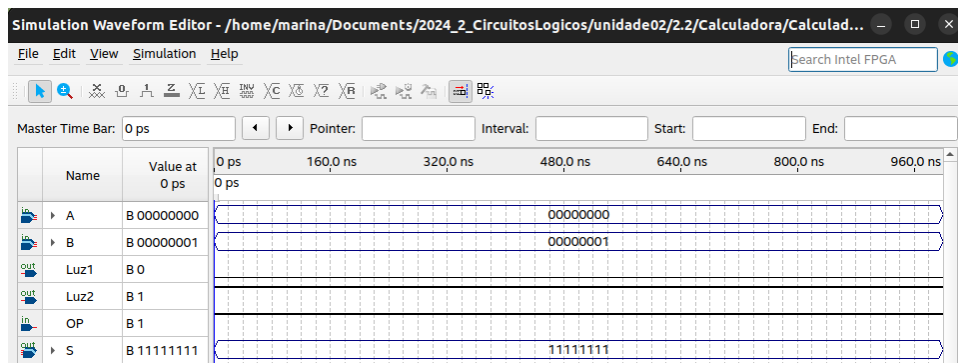 Simulation Waveform Editor - /home/marina/Documents/2024_2_CircuitosLogicos/unidade02/2.2/Calculadora/Calculad...
File Edit View Simulation Help
Search Intel FPGA
Master Time Bar: 0 ps Pointer: Interval: Start: End:
Name Value at 0 ps 0 ps 160.0 ns 320.0 ns 480.0 ns 640.0 ns 800.0 ns 960.0 ns
0 ps
A B 00000000 00000000
B B 00000001 00000001
Luz1 B 0
Luz2 B 1
OP B 1
S B 11111111 11111111